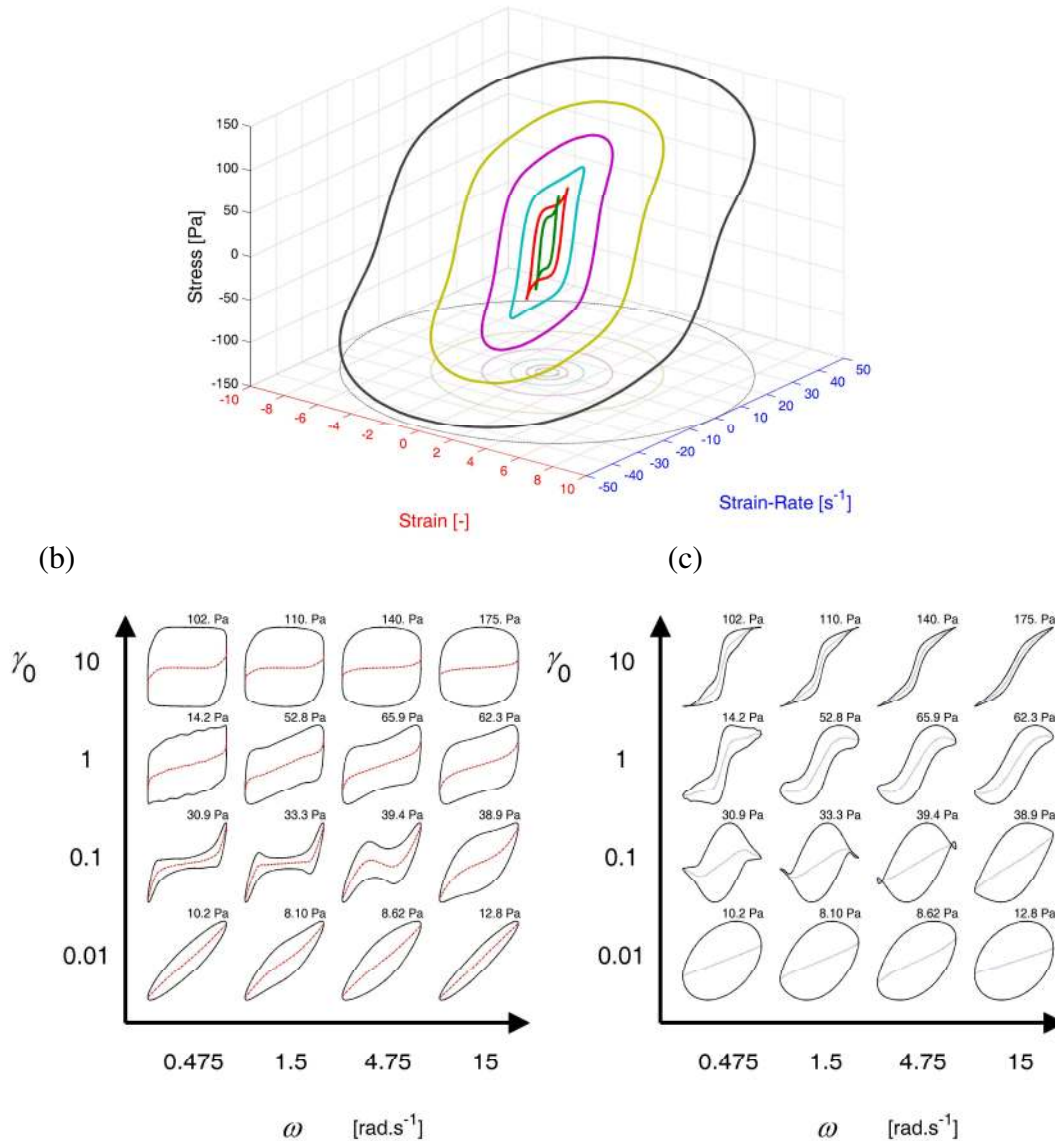 150
100
50
0
-50
-100
-150
Stress [Pa]
-10
-8
-6
-4
-2
0
2
4
6
8
10
Strain [-]
-50
-40
-30
-20
-10
0
10
20
30
40
50
Strain-Rate [s⁻¹]
(b)
γ₀
10
1
0.1
0.01
102. Pa 110. Pa 140. Pa 175. Pa
14.2 Pa 52.8 Pa 65.9 Pa 62.3 Pa
30.9 Pa 33.3 Pa 39.4 Pa 38.9 Pa
10.2 Pa 8.10 Pa 8.62 Pa 12.8 Pa
0.475 1.5 4.75 15
ω [rad.s⁻¹]
(c)
γ₀
10
1
0.1
0.01
102. Pa 110. Pa 140. Pa 175. Pa
14.2 Pa 52.8 Pa 65.9 Pa 62.3 Pa
30.9 Pa 33.3 Pa 39.4 Pa 38.9 Pa
10.2 Pa 8.10 Pa 8.62 Pa 12.8 Pa
0.475 1.5 4.75 15
ω [rad.s⁻¹]